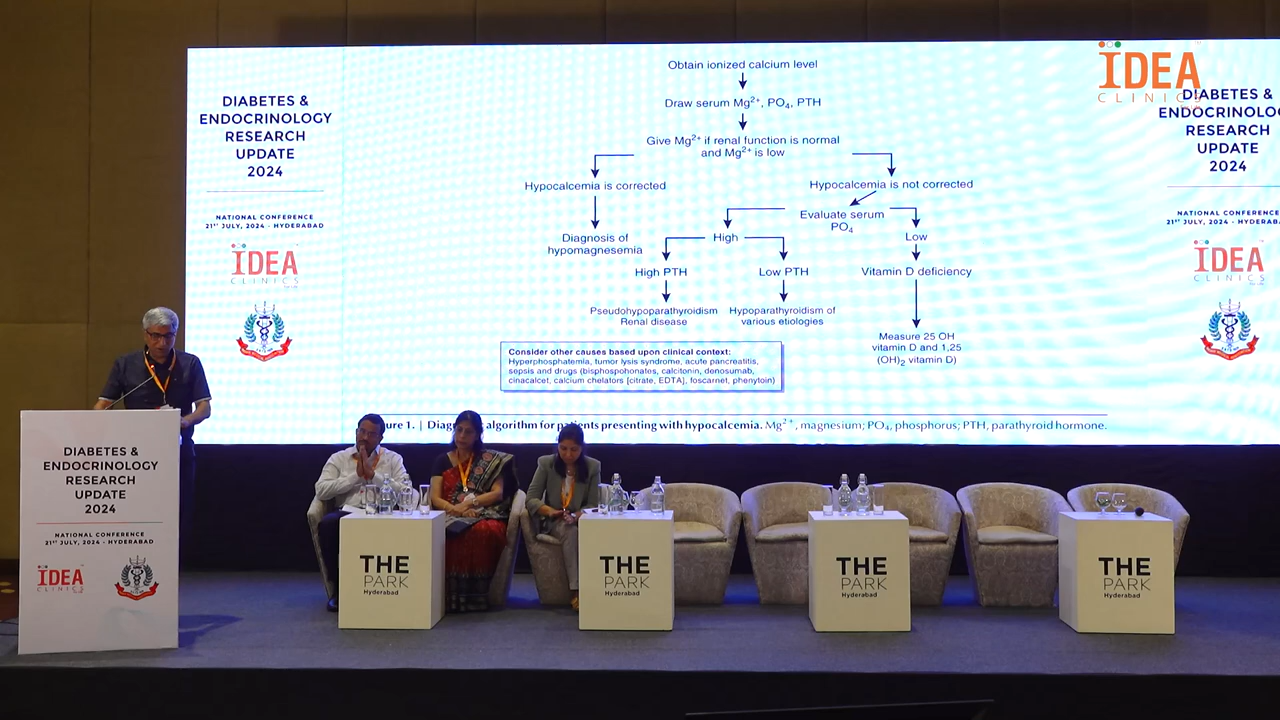 DIABETES &
ENDOCRINOLOGY
RESEARCH
UPDATE
2024
NATIONAL CONFERENCE
21ST JULY, 2024 - HYDERABAD
IDEA
CLINICS
Obtain ionized calcium level
Draw serum Mg2+, PO4, PTH
Give Mg2+ if renal function is normal
and Mg2+ is low
Hypocalcemia is corrected
Hypocalcemia is not corrected
Evaluate serum
PO4
Diagnosis of
hypomagnesemia
High
Low
High PTH
Low PTH
Vitamin D deficiency
Pseudohypoparathyroidism
Renal disease
Hypoparathyroidism of
various etiologies
Measure 25 OH
vitamin D and 1,25
(OH)2 vitamin D)
Consider other causes based upon clinical context:
Hyperphosphatemia, tumor lysis syndrome, acute pancreatitis,
sepsis and drugs (bisphospohonates, calcitonin, denosumab,
cinacalcet, calcium chelators [citrate, EDTA], foscarnet, phenytoin)
ure 1. | Diag algorithm for patients presenting with hypocalcemia. Mg2+, magnesium; PO4, phosphorus; PTH, parathyroid hormone.
IDEA
CLINICS
DIABETES &
ENDOCRINOLO
RESEARCH
UPDATE
2024
NATIONAL CONFERENCE
21ST JULY, 2024 - HYDERABA
IDEA
CLINICS
DIABETES &
ENDOCRINOLOGY
RESEARCH
UPDATE
2024
NATIONAL CONFERENCE
21ST JULY, 2024 - HYDERABAD
IDEA
CLINICS
THE
PARK
Hyderabad
THE
PARK
Hyderabad
THE
PARK
Hyderabad
THE
PARK
Hyderabad